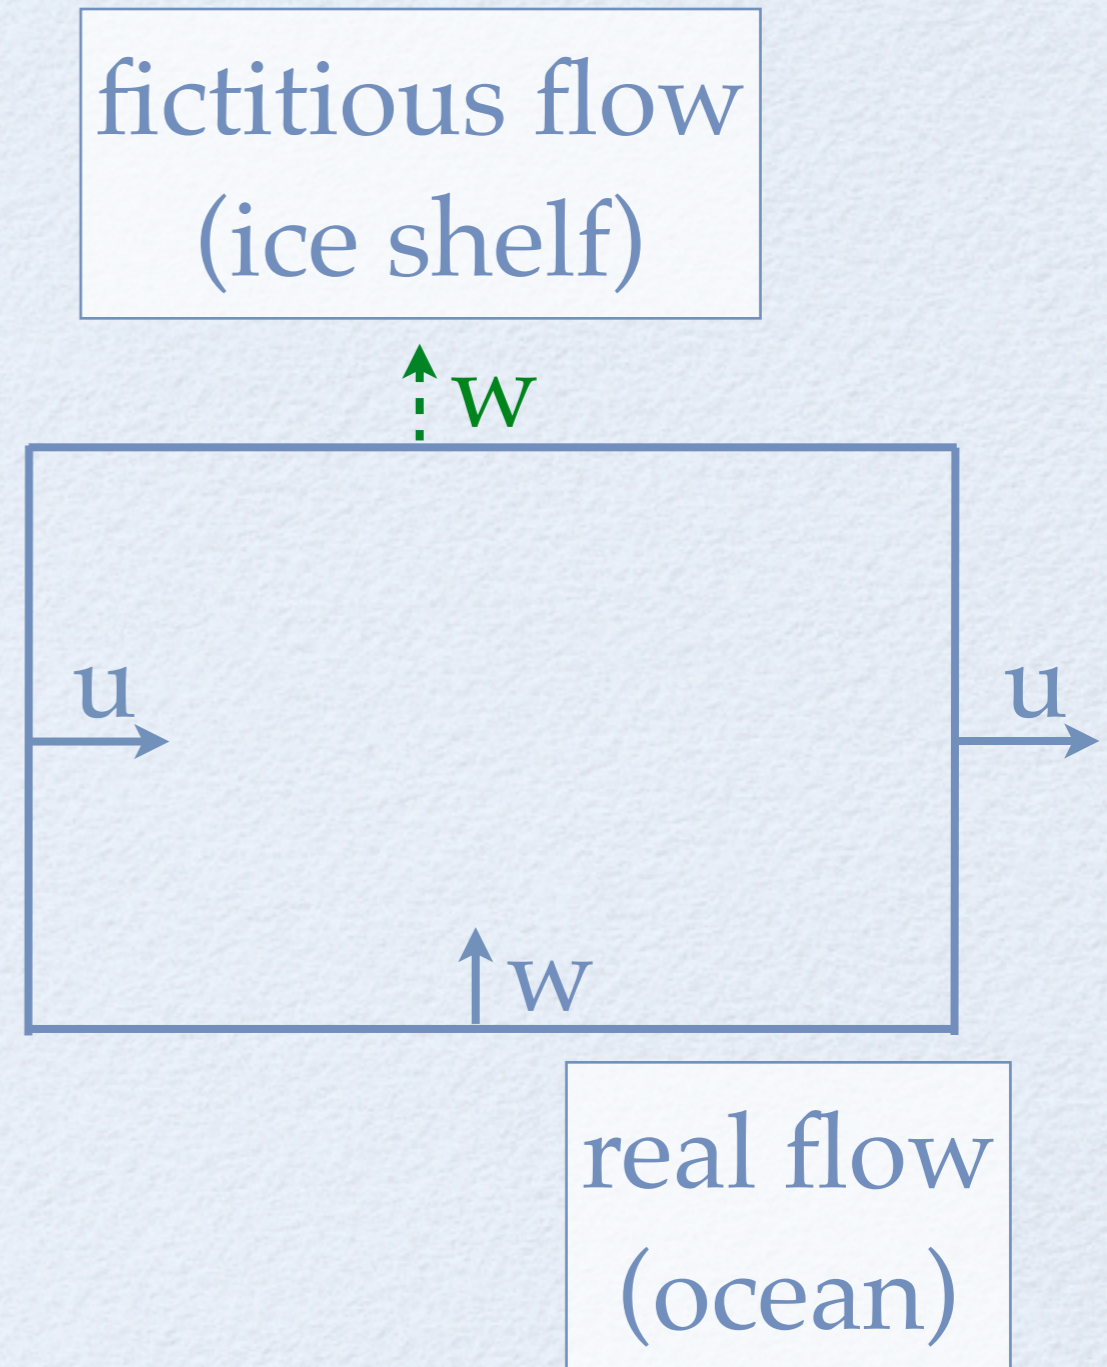 fictitious flow
(ice shelf)
w
u
u
w
real flow
(ocean)